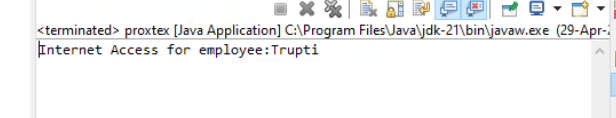 <terminated> proxtex [Java Application] C:\Program Files\Java\jdk-21\bin\javaw.exe (29-Apr-
Internet Access for employee:Trupti